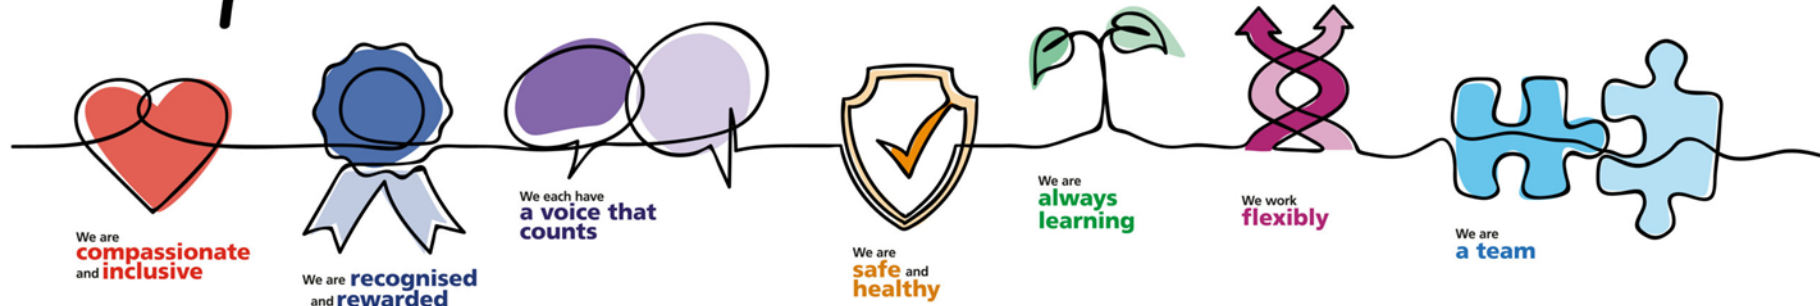 We are
compassionate
and inclusive
We are recognised
and rewarded
We each have
a voice that
counts
We are
safe and
healthy
We are
always
learning
We work
flexibly
We are
a team